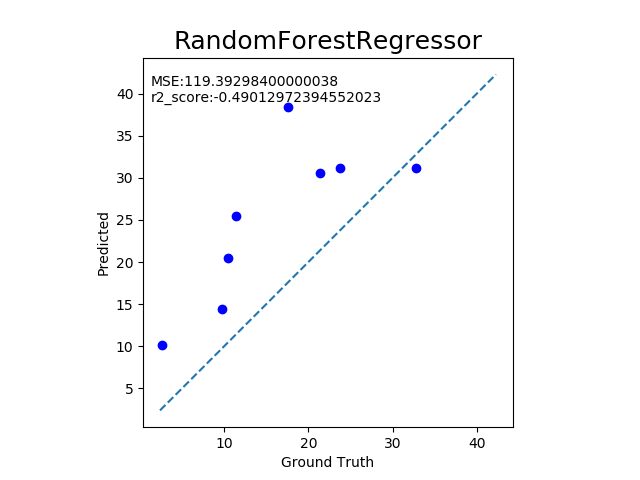 RandomForestRegressor
MSE:119.39298400000038
r2_score:-0.49012972394552023
40
35
30
25
20
15
10
5
Predicted
10 20 30 40
Ground Truth